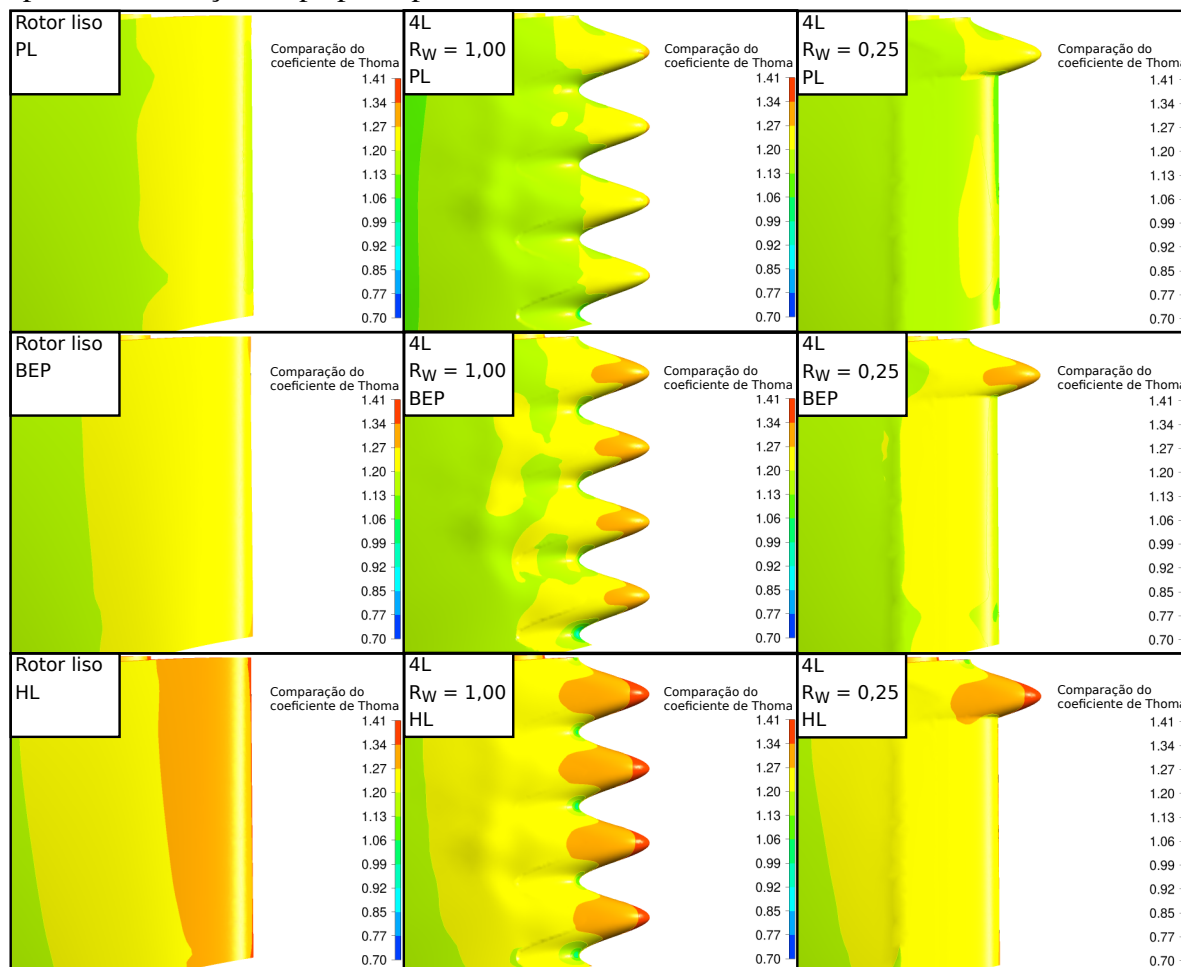 Rotor liso
PL
Comparação do
coeficiente de Thoma
1.41
1.34
1.27
1.20
1.13
1.06
0.99
0.92
0.85
0.77
0.70
4L
R_W = 1,00
PL
Comparação do
coeficiente de Thoma
1.41
1.34
1.27
1.20
1.13
1.06
0.99
0.92
0.85
0.77
0.70
4L
R_W = 0,25
PL
Comparação do
coeficiente de Thoma
1.41
1.34
1.27
1.20
1.13
1.06
0.99
0.92
0.85
0.77
0.70
Rotor liso
BEP
Comparação do
coeficiente de Thoma
1.41
1.34
1.27
1.20
1.13
1.06
0.99
0.92
0.85
0.77
0.70
4L
R_W = 1,00
BEP
Comparação do
coeficiente de Thoma
1.41
1.34
1.27
1.20
1.13
1.06
0.99
0.92
0.85
0.77
0.70
4L
R_W = 0,25
BEP
Comparação do
coeficiente de Thoma
1.41
1.34
1.27
1.20
1.13
1.06
0.99
0.92
0.85
0.77
0.70
Rotor liso
HL
Comparação do
coeficiente de Thoma
1.41
1.34
1.27
1.20
1.13
1.06
0.99
0.92
0.85
0.77
0.70
4L
R_W = 1,00
HL
Comparação do
coeficiente de Thoma
1.41
1.34
1.27
1.20
1.13
1.06
0.99
0.92
0.85
0.77
0.70
4L
R_W = 0,25
HL
Comparação do
coeficiente de Thoma
1.41
1.34
1.27
1.20
1.13
1.06
0.99
0.92
0.85
0.77
0.70